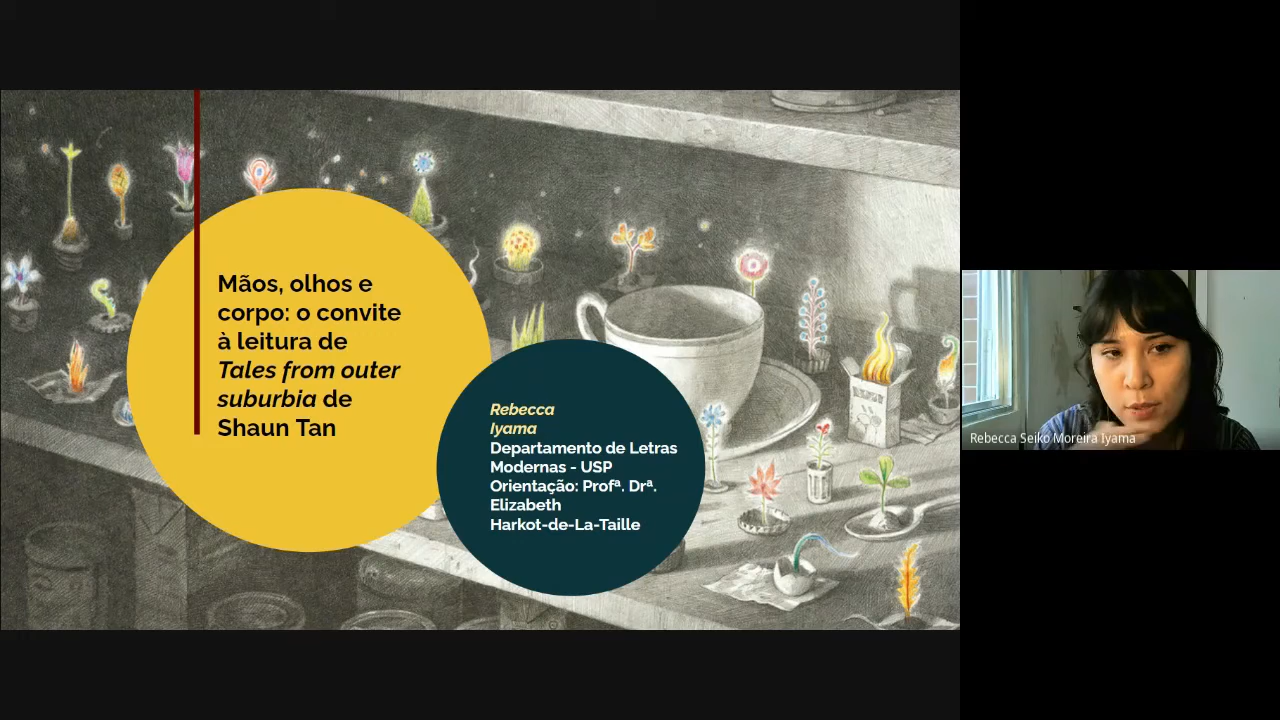 Mãos, olhos e
corpo: o convite
à leitura de
Tales from outer
suburbia de
Shaun Tan
Rebecca
Iyama
Departamento de Letras
Modernas - USP
Orientação: Profª. Drª.
Elizabeth
Harkot-de-La-Taille
Rebecca Seiko Moreira Iyama